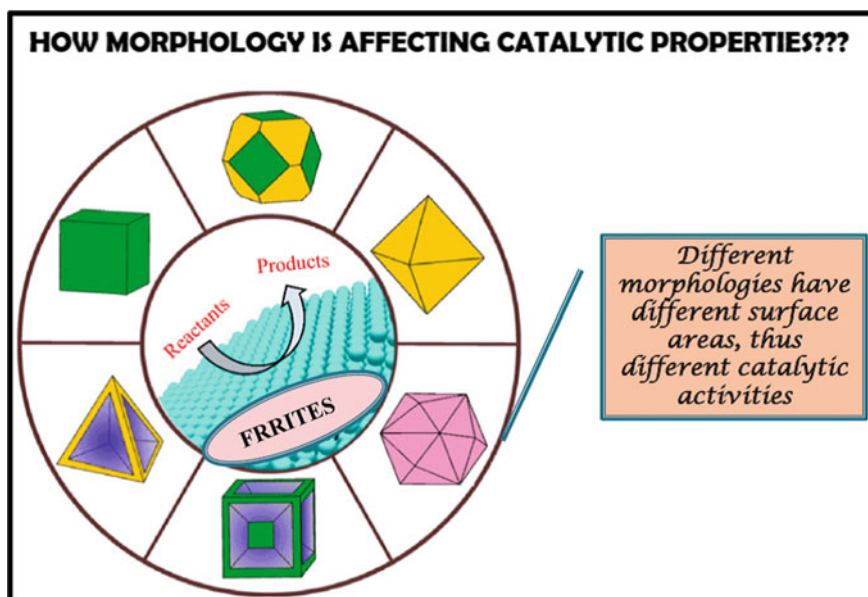 HOW MORPHOLOGY IS AFFECTING CATALYTIC PROPERTIES???
Products
Reactants
FRRITES
Different
morphologies have
different surface
areas, thus
different catalytic
activities